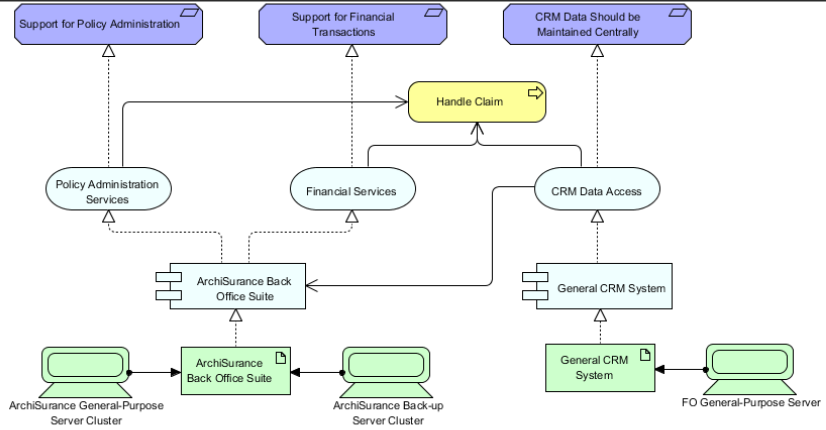 Support for Policy Administration
Support for Financial
Transactions
CRM Data Should be
Maintained Centrally
Handle Claim
Policy Administration
Services
Financial Services
CRM Data Access
ArchiSurance Back
Office Suite
General CRM System
ArchiSurance
Back Office Suite
General CRM
System
ArchiSurance General-Purpose
Server Cluster
ArchiSurance Back-up
Server Cluster
FO General-Purpose Server